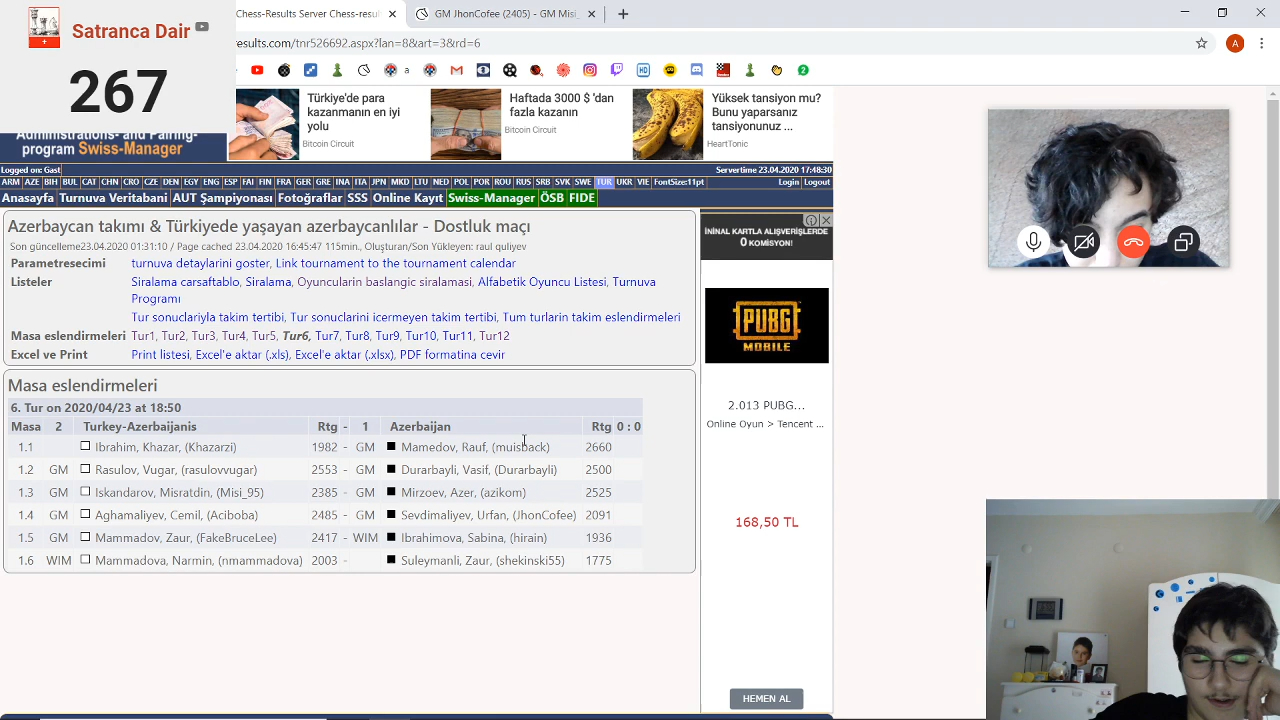 Satranca Dair
267
Chess-Results Server-chess-result
GM JhonCofee (2405) - GM Misi_
results.com/tnr526692.aspx?lan=8&art=3&rd=6
A
a
HD
2
Administrations- and Pairing-
program Swiss-Manager
Türkiye'de para
kazanmanın en iyi
yolu
Bitcoin Circuit
Haftada 3000 $ 'dan
fazla kazanın
Bitcoin Circuit
Yüksek tansiyon mu?
Bunu yaparsanız
tansiyonunuz ...
HeartTonic
Logged on: Gast
Servertime 23.04.2020 17:48:30
ARM AZE BIH BUL CAT CHN CRO CZE DEN EGY ENG ESP FAI FIN FRA GER GRE INA ITA JPN MKD LTU NED POL POR ROU RUS SRB SVK SWE TUR UKR VIE FontSize:11pt
Login Logout
Anasayfa Turnuva Veritabani AUT Şampiyonası Fotoğraflar SSS Online Kayıt Swiss-Manager ÖSB FIDE
Azerbaycan takımı & Türkiyede yaşayan azerbaycanlılar - Dostluk maçı
Son güncelleme23.04.2020 01:31:10 / Page cached 23.04.2020 16:45:47 115min., Oluşturan/Son Yükleyen: raul quliyev
Parametresecimi turnuva detaylarini goster, Link tournament to the tournament calendar
Listeler Siralama carsaftablo, Siralama, Oyuncularin baslangic siralamasi, Alfabetik Oyuncu Listesi, Turnuva
Programı
Tur sonuclariyla takim tertibi, Tur sonuclarini icermeyen takim tertibi, Tum turlarin takim eslendirmeleri
Masa eslendirmeleri Tur1, Tur2, Tur3, Tur4, Tur5, Tur6, Tur7, Tur8, Tur9, Tur10, Tur11, Tur12
Excel ve Print Print listesi, Excel'e aktar (.xls), Excel'e aktar (.xlsx), PDF formatina cevir
Masa eslendirmeleri
6. Tur on 2020/04/23 at 18:50
Masa 2 Turkey-Azerbaijanis Rtg - 1 Azerbaijan Rtg 0 : 0
1.1 Ibrahim, Khazar, (Khazarzi) 1982 - GM Mamedov, Rauf, (muisback) 2660
1.2 GM Rasulov, Vugar, (rasulovvugar) 2553 - GM Durarbayli, Vasif, (Durarbayli) 2500
1.3 GM Iskandarov, Misratdin, (Misi_95) 2385 - GM Mirzoev, Azer, (azikom) 2525
1.4 GM Aghamaliyev, Cemil, (Aciboba) 2485 - GM Sevdimaliyev, Urfan, (JhonCofee) 2091
1.5 GM Mammadov, Zaur, (FakeBruceLee) 2417 - WIM Ibrahimova, Sabina, (hirain) 1936
1.6 WIM Mammadova, Narmin, (nmammadova) 2003 - Suleymanli, Zaur, (shekinski55) 1775
İNİNAL KARTLA ALIŞVERİŞLERDE
0 KOMİSYON!
PUBG
MOBILE
2.013 PUBG...
Online Oyun > Tencent ...
168,50 TL
HEMEN AL